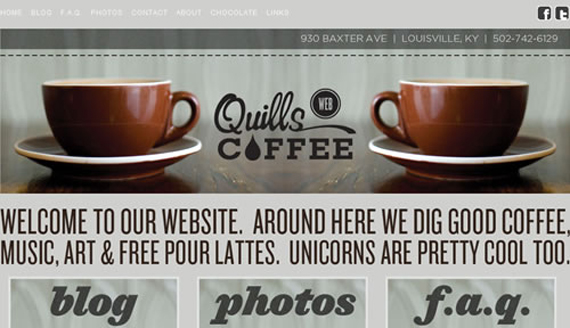 HOME BLOG F.A.Q. PHOTOS CONTACT ABOUT CHOCOLATE LINKS
930 BAXTER AVE | LOUISVILLE, KY | 502-742-6129
Quills WEB
COFFEE
WELCOME TO OUR WEBSITE. AROUND HERE WE DIG GOOD COFFEE,
MUSIC, ART & FREE POUR LATTES. UNICORNS ARE PRETTY COOL TOO.
blog photos f.a.q.